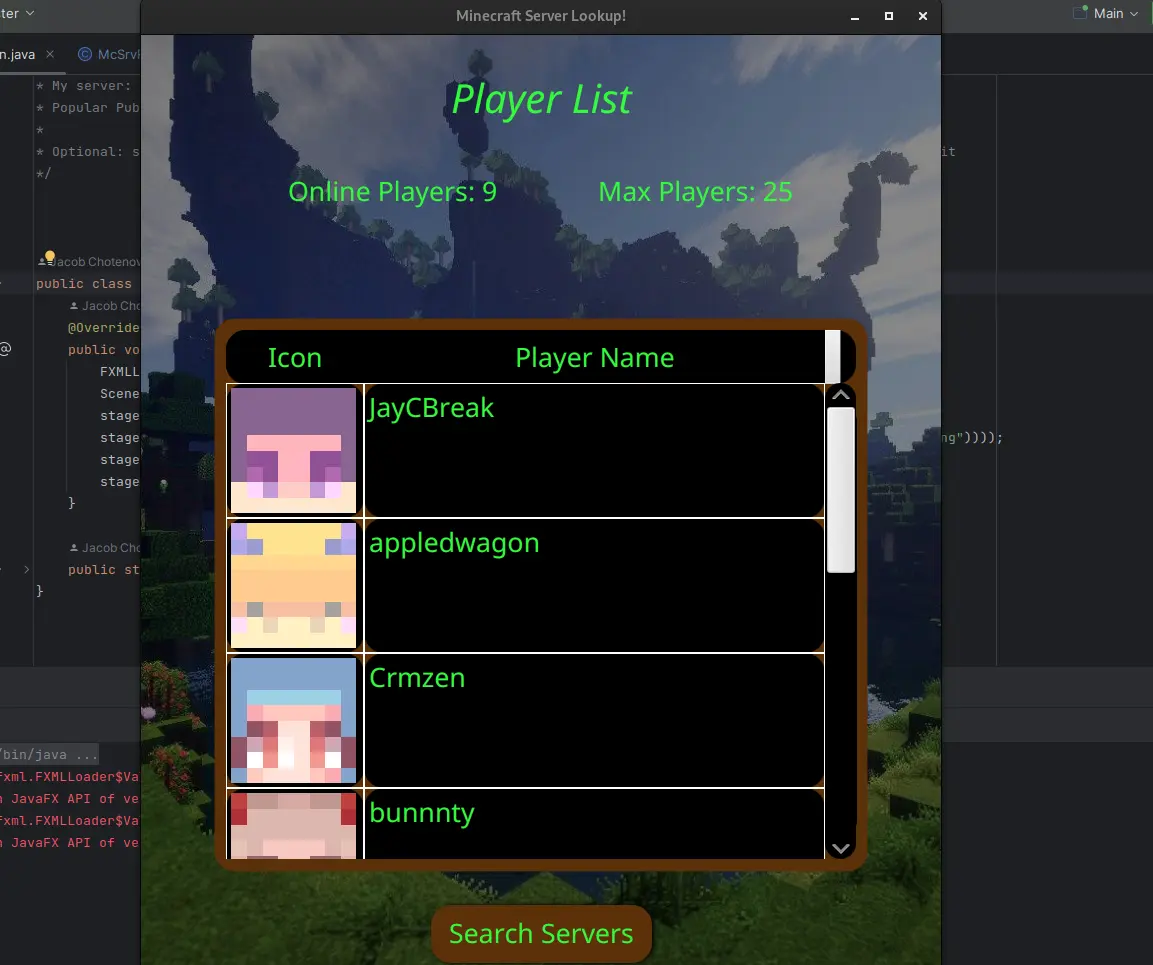 ter
Minecraft Server Lookup!
Main
n.java
McSrv
* My server:
* Popular Pub
*
* Optional: s
it
*/
Player List
Online Players: 9
Max Players: 25
Jacob Chotenov
public class
Jacob Cho
@Override
public vo
FXMLL
Scene
stage
stage
ng"))));
stage
stage
}
Jacob Cho
public st
}
Icon
Player Name
JayCBreak
appledwagon
Crmzen
bunnnty
Search Servers
/bin/java ...
fxml.FXMLLoader$Va
n JavaFX API of ve
fxml.FXMLLoader$Va
n JavaFX API of ve